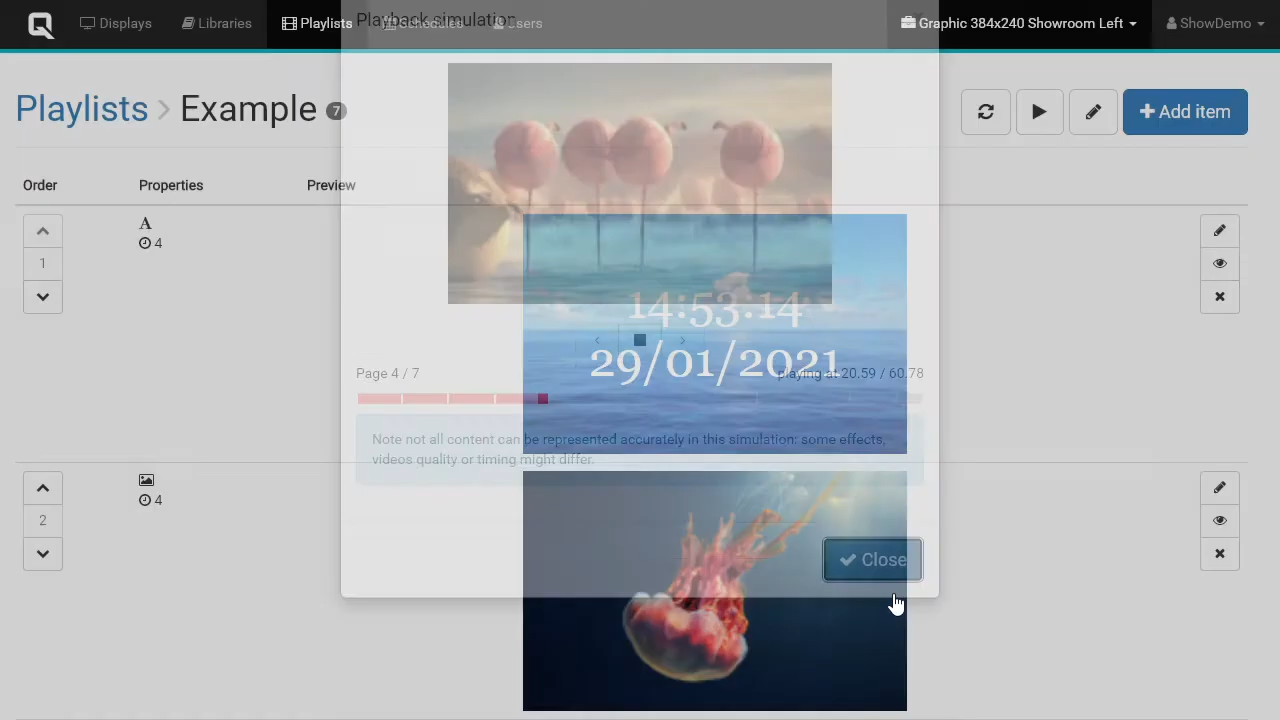 Displays
Libraries
Playlists
Schedules
Users
Graphic 384x240 Showroom Left
ShowDemo
Playback simulation
Playlists > Example 7
Add item
Order
Properties
Preview
A
4
1
14:53:14
29/01/2021
Page 4 / 7
playing at 20.59 / 60.78
Note not all content can be represented accurately in this simulation: some effects,
videos quality or timing might differ.
4
2
Close